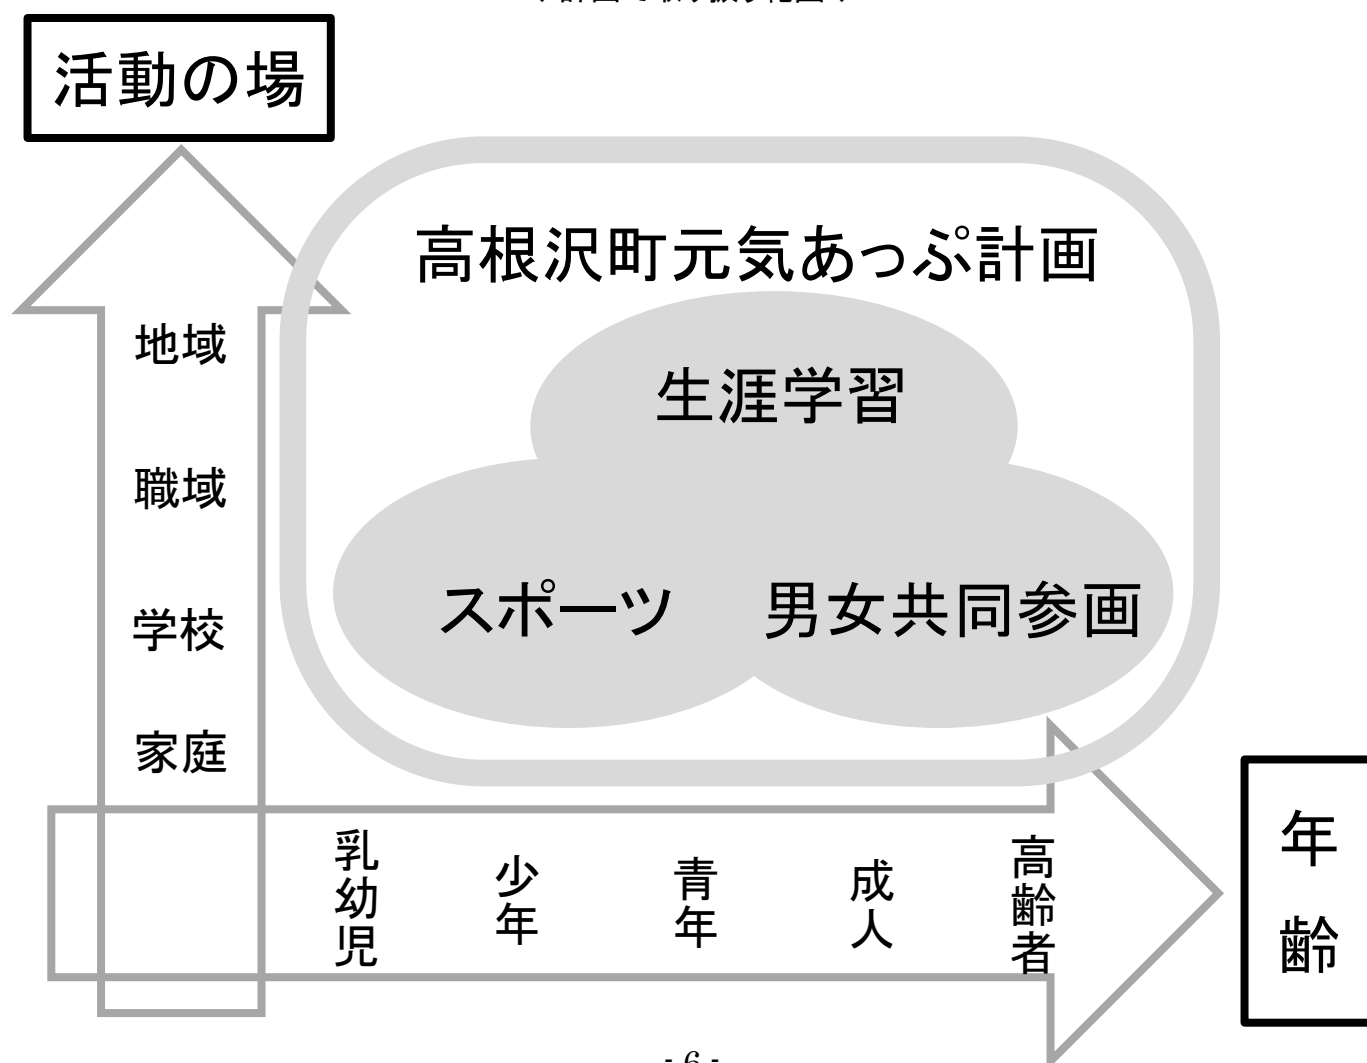 活動の場
高根沢町元気あっぷ計画
生涯学習
スポーツ
男女共同参画
地域
職域
学校
家庭
乳幼児
少年
青年
成人
高齢者
年齢
- 6 -